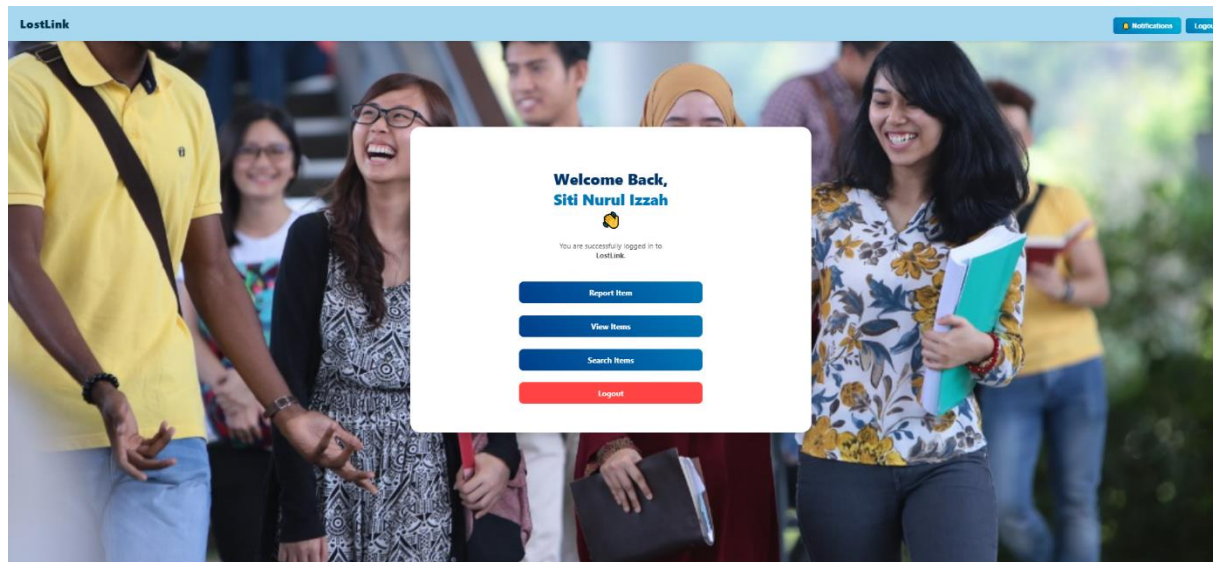 LostLink
Notifications
Welcome Back,
Siti Nurul Izzah
You are successfully logged in to
LostLink.
Report Item
View Items
Search Items
Logout